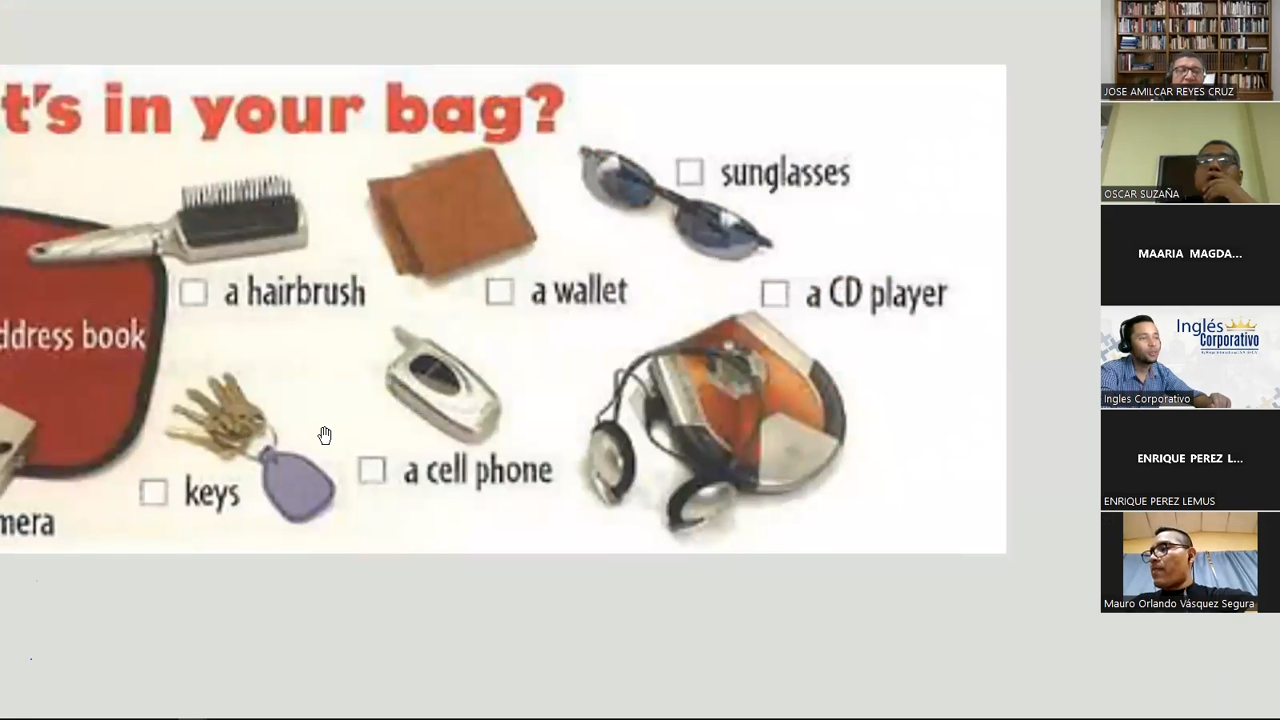 t's in your bag?
sunglasses
a hairbrush
a wallet
a CD player
ddress book
a cell phone
keys
mera
JOSE AMILCAR REYES CRUZ
OSCAR SUZAÑA
MAARIA MAGDA...
Inglés
Corporativo
Ingles Corporativo
ENRIQUE PEREZ L...
ENRIQUE PEREZ LEMUS
Mauro Orlando Vásquez Segura